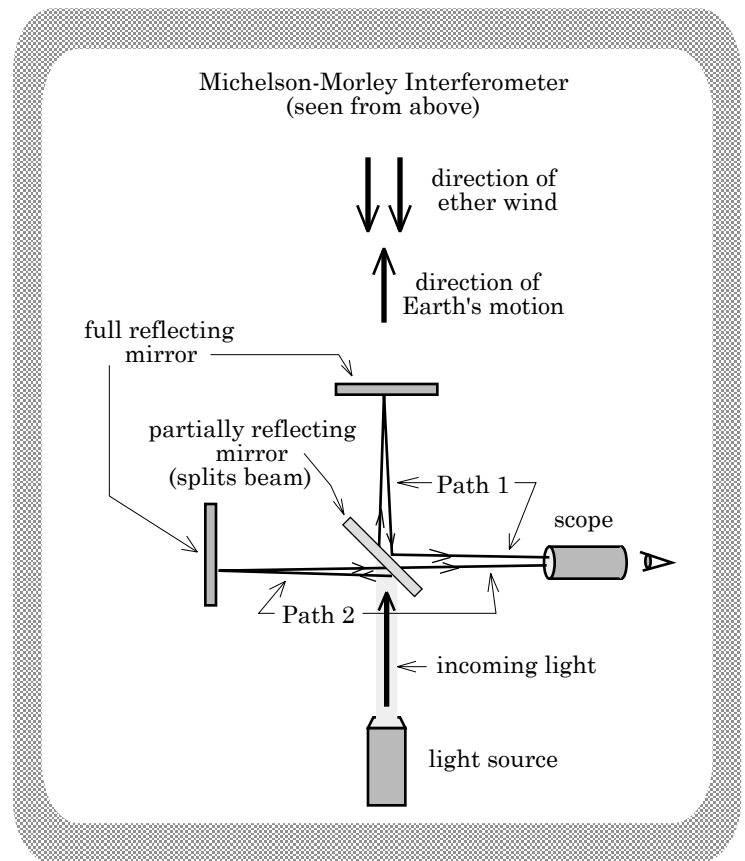 Michelson-Morley Interferometer
(seen from above)
direction of
ether wind
direction of
Earth's motion
full reflecting
mirror
partially reflecting
mirror
(splits beam)
Path 1
scope
Path 2
incoming light
light source